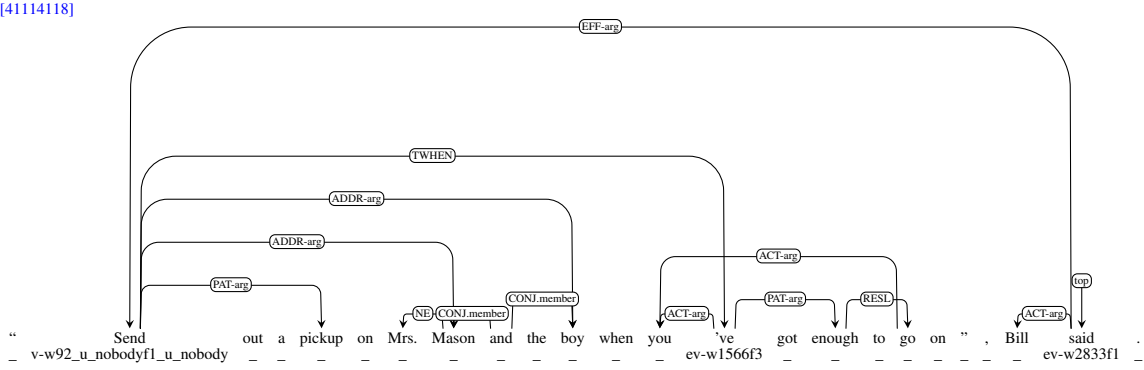 [41114118]
EFF-arg
TWHEN
ADDR-arg
ADDR-arg
ACT-arg
PAT-arg
top
CONJ.member
PAT-arg
RESL
NE
CONJ.member
ACT-arg
ACT-arg
“ Send out a pickup on Mrs. Mason and the boy when you 've got enough to go on ” , Bill said .
_ v-w92_u_nobodyf1_u_nobody _ _ _ _ _ _ _ _ _ _ _ ev-w1566f3 _ _ _ _ _ _ _ _ ev-w2833f1 _